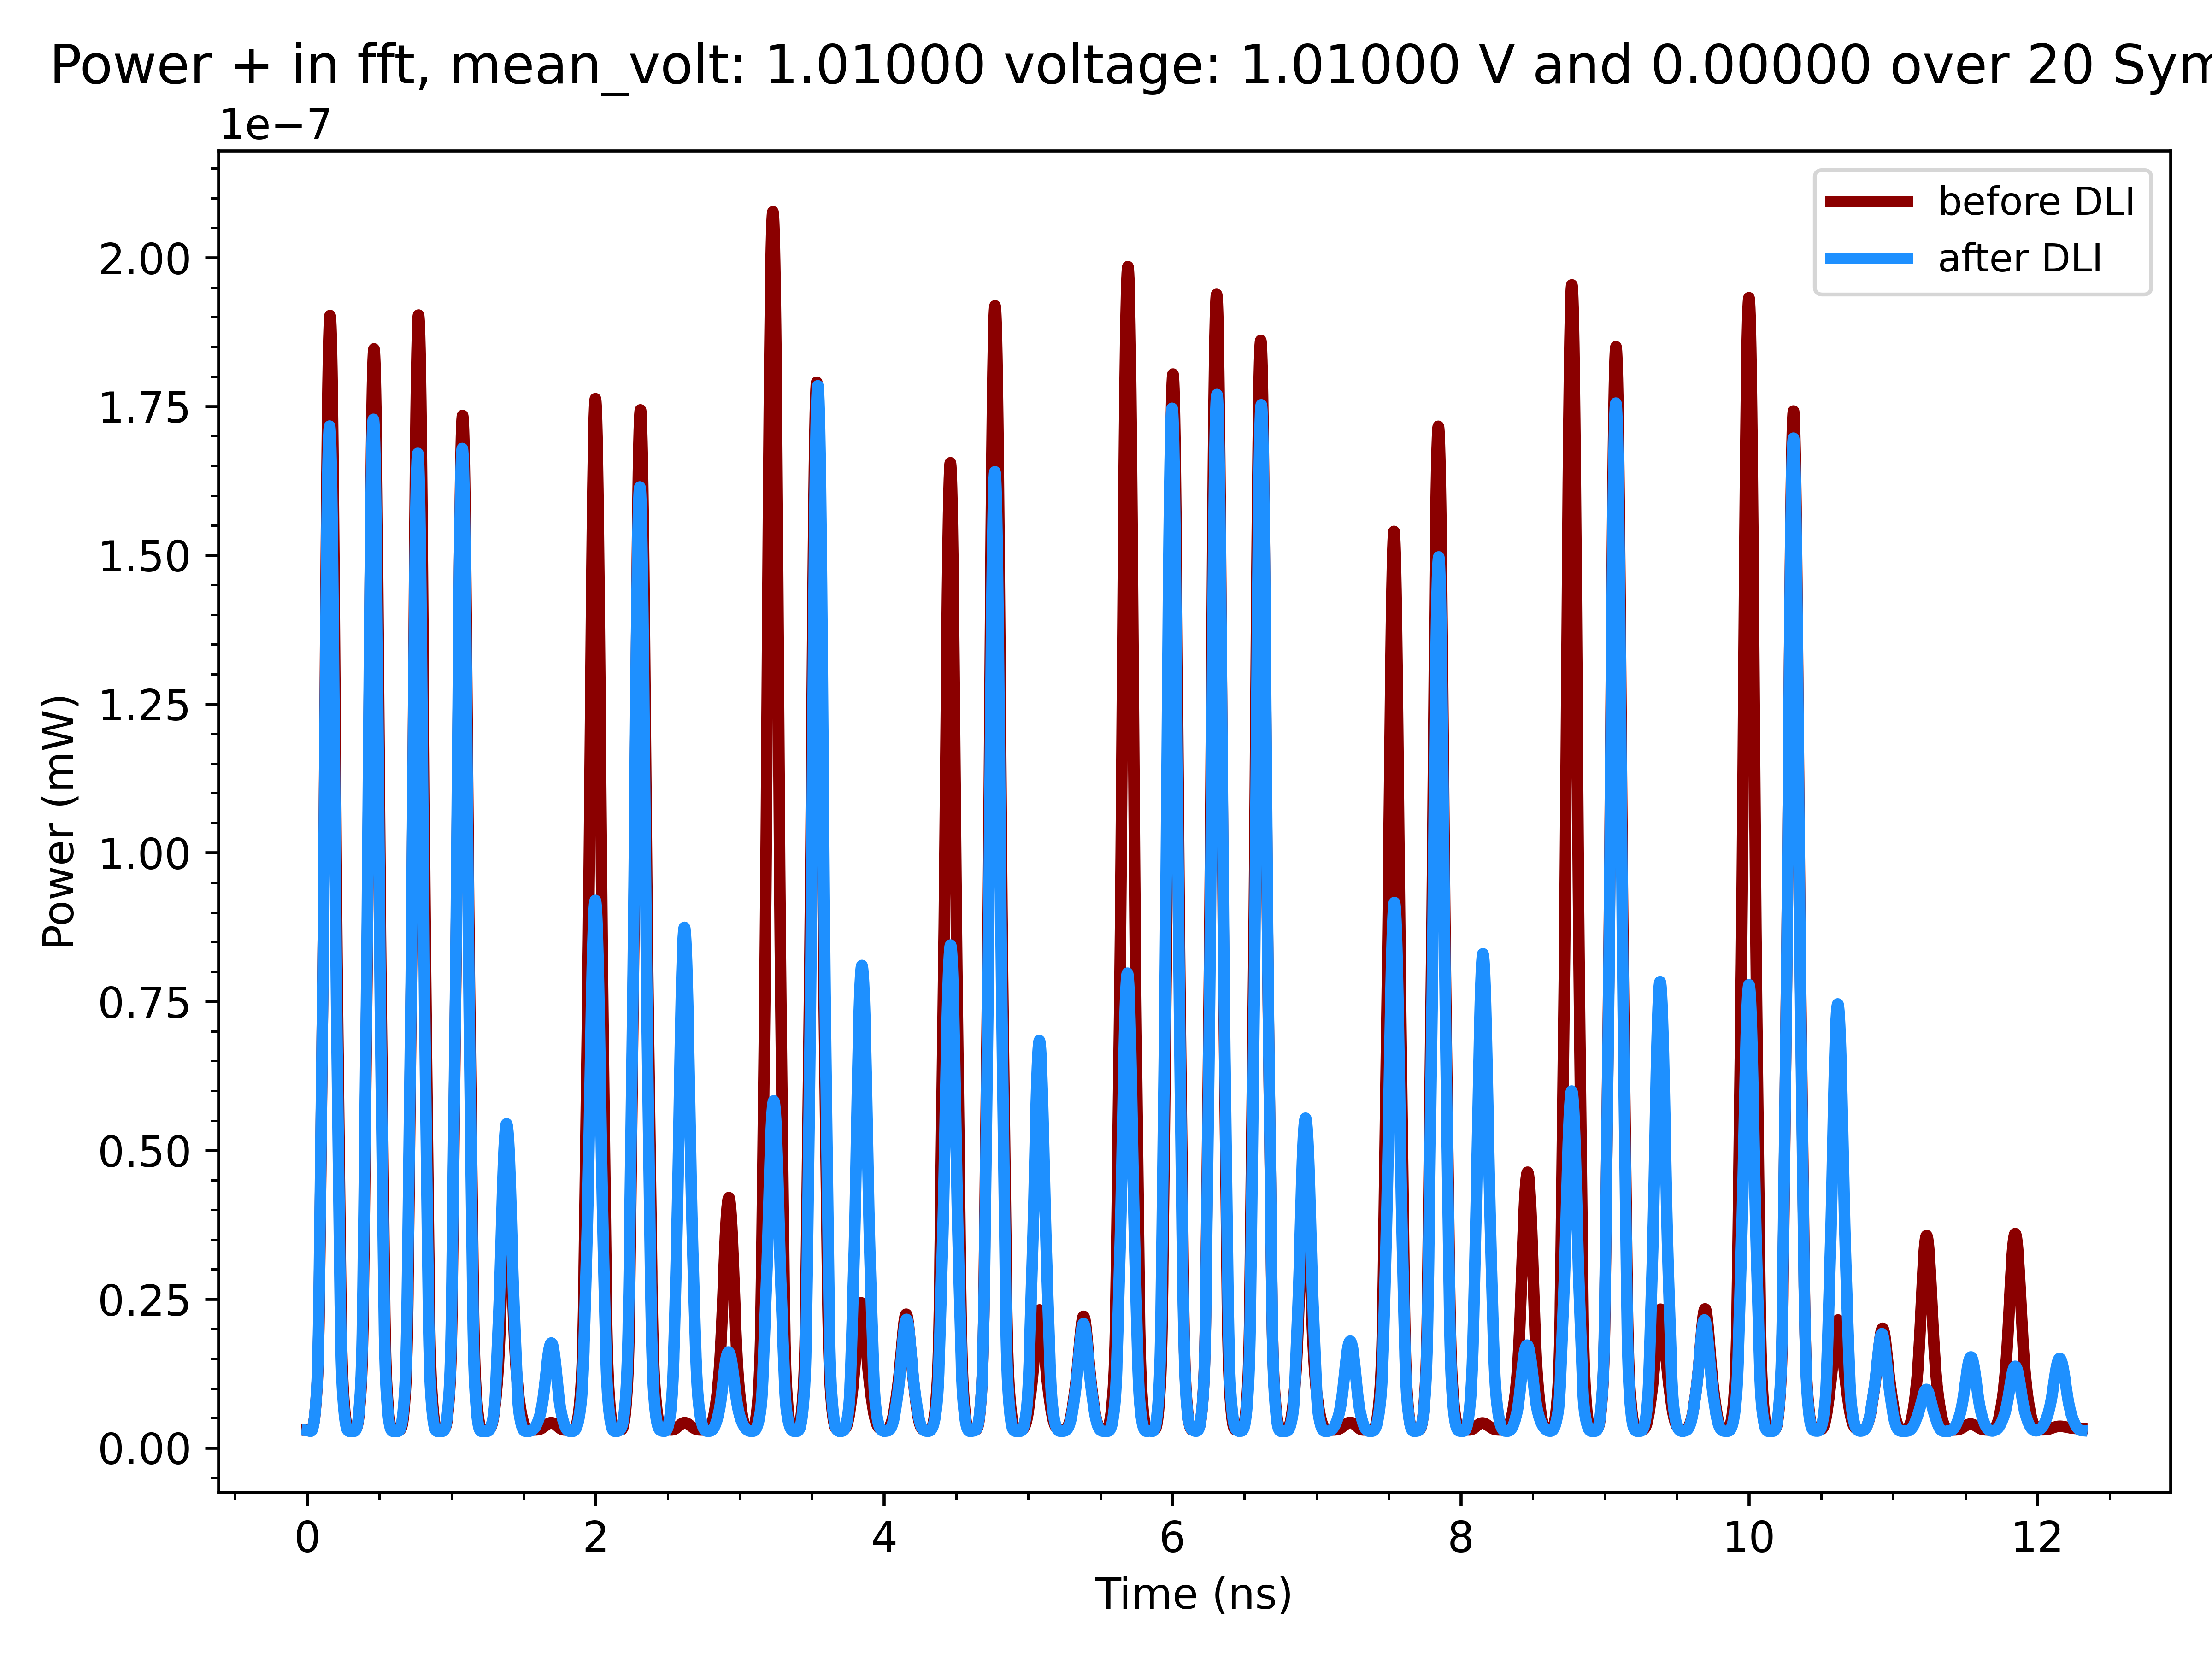 Power + in fft, mean_volt: 1.01000 voltage: 1.01000 V and 0.00000 over 20 Sym
1e−7
before DLI
after DLI
2.00
1.75
1.50
1.25
1.00
0.75
0.50
0.25
0.00
Power (mW)
0 2 4 6 8 10 12
Time (ns)